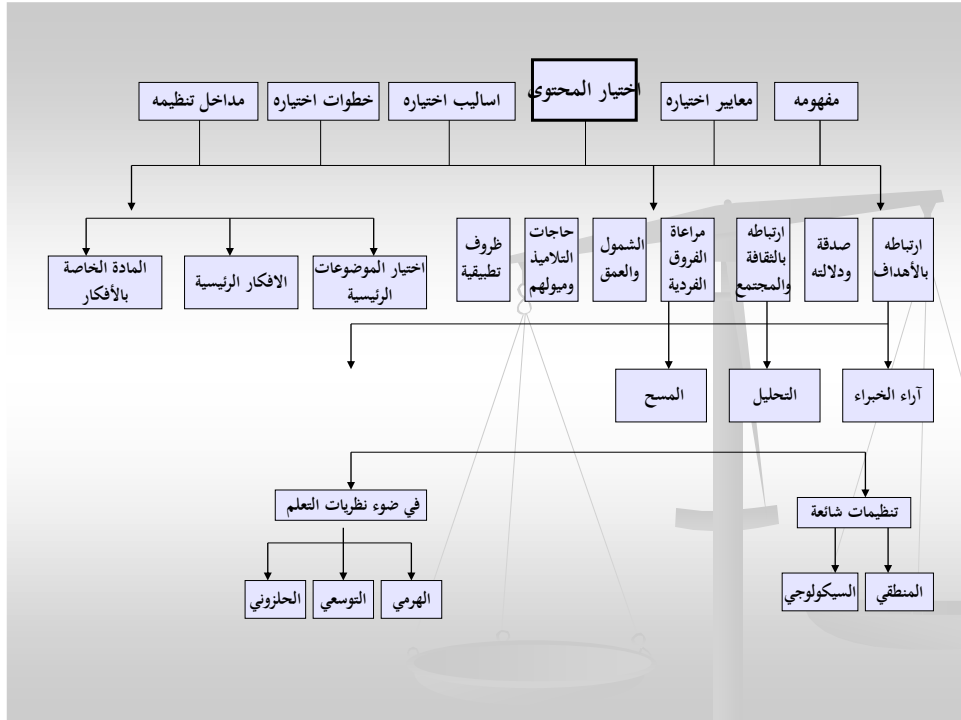 مفهومه
معايير اختياره
اختيار المحتوى
اساليب اختياره
خطوات اختياره
مداخل تنظيمه
ارتباطه
بالأهداف
صدقة
ودلالته
ارتباطه
بالثقافة
والمجتمع
مراعاة
الفروق
الفردية
الشمول
والعمق
حاجات
التلاميذ
وميولهم
ظروف
تطبيقية
اختيار الموضوعات
الرئيسية
الافكار الرئيسية
المادة الخاصة
بالأفكار
آراء الخبراء
التحليل
المسح
تنظيمات شائعة
في ضوء نظريات التعلم
المنطقي
السيكولوجي
الهرمي
التوسعي
الحلزوني